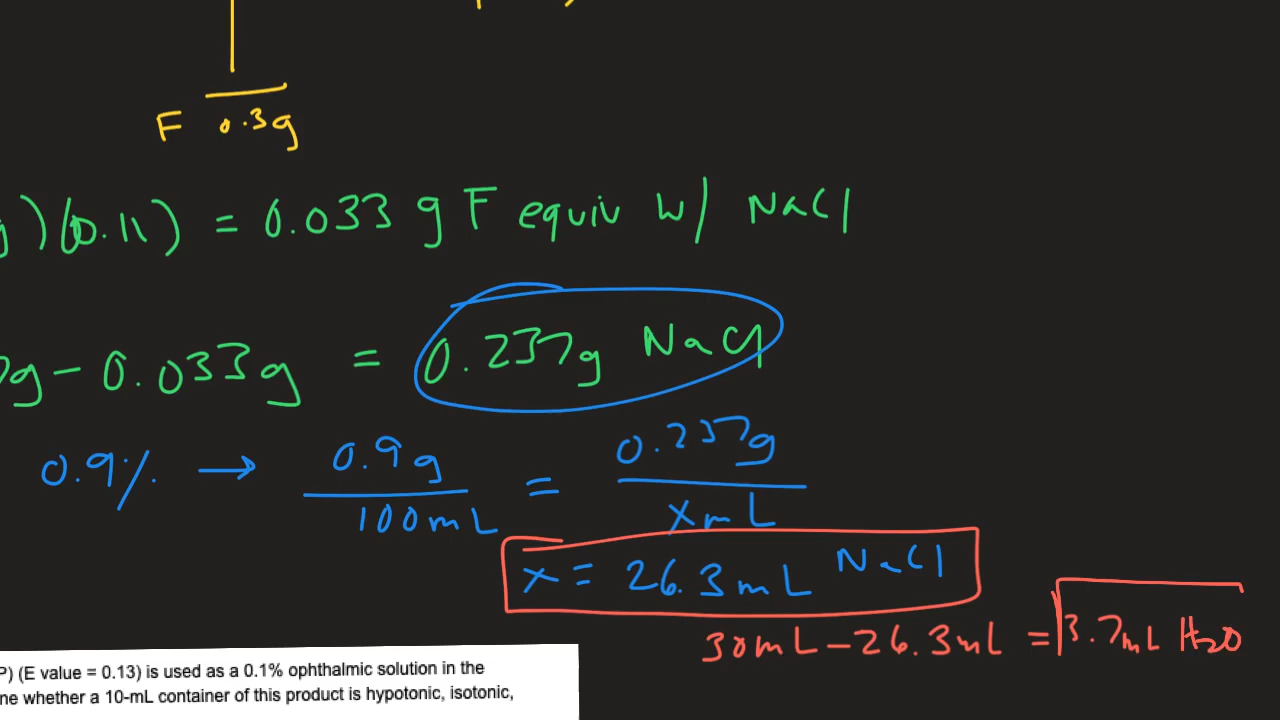 F 0.3g
)(0.11) = 0.033 g F equiv w/ NaCl
g - 0.033g = 0.237g NaCl
0.9% → 0.9g / 100mL = 0.237g / x mL
x = 26.3mL NaCl
30mL - 26.3mL = 3.7mL H2O
P) (E value = 0.13) is used as a 0.1% ophthalmic solution in the
ne whether a 10-mL container of this product is hypotonic, isotonic,